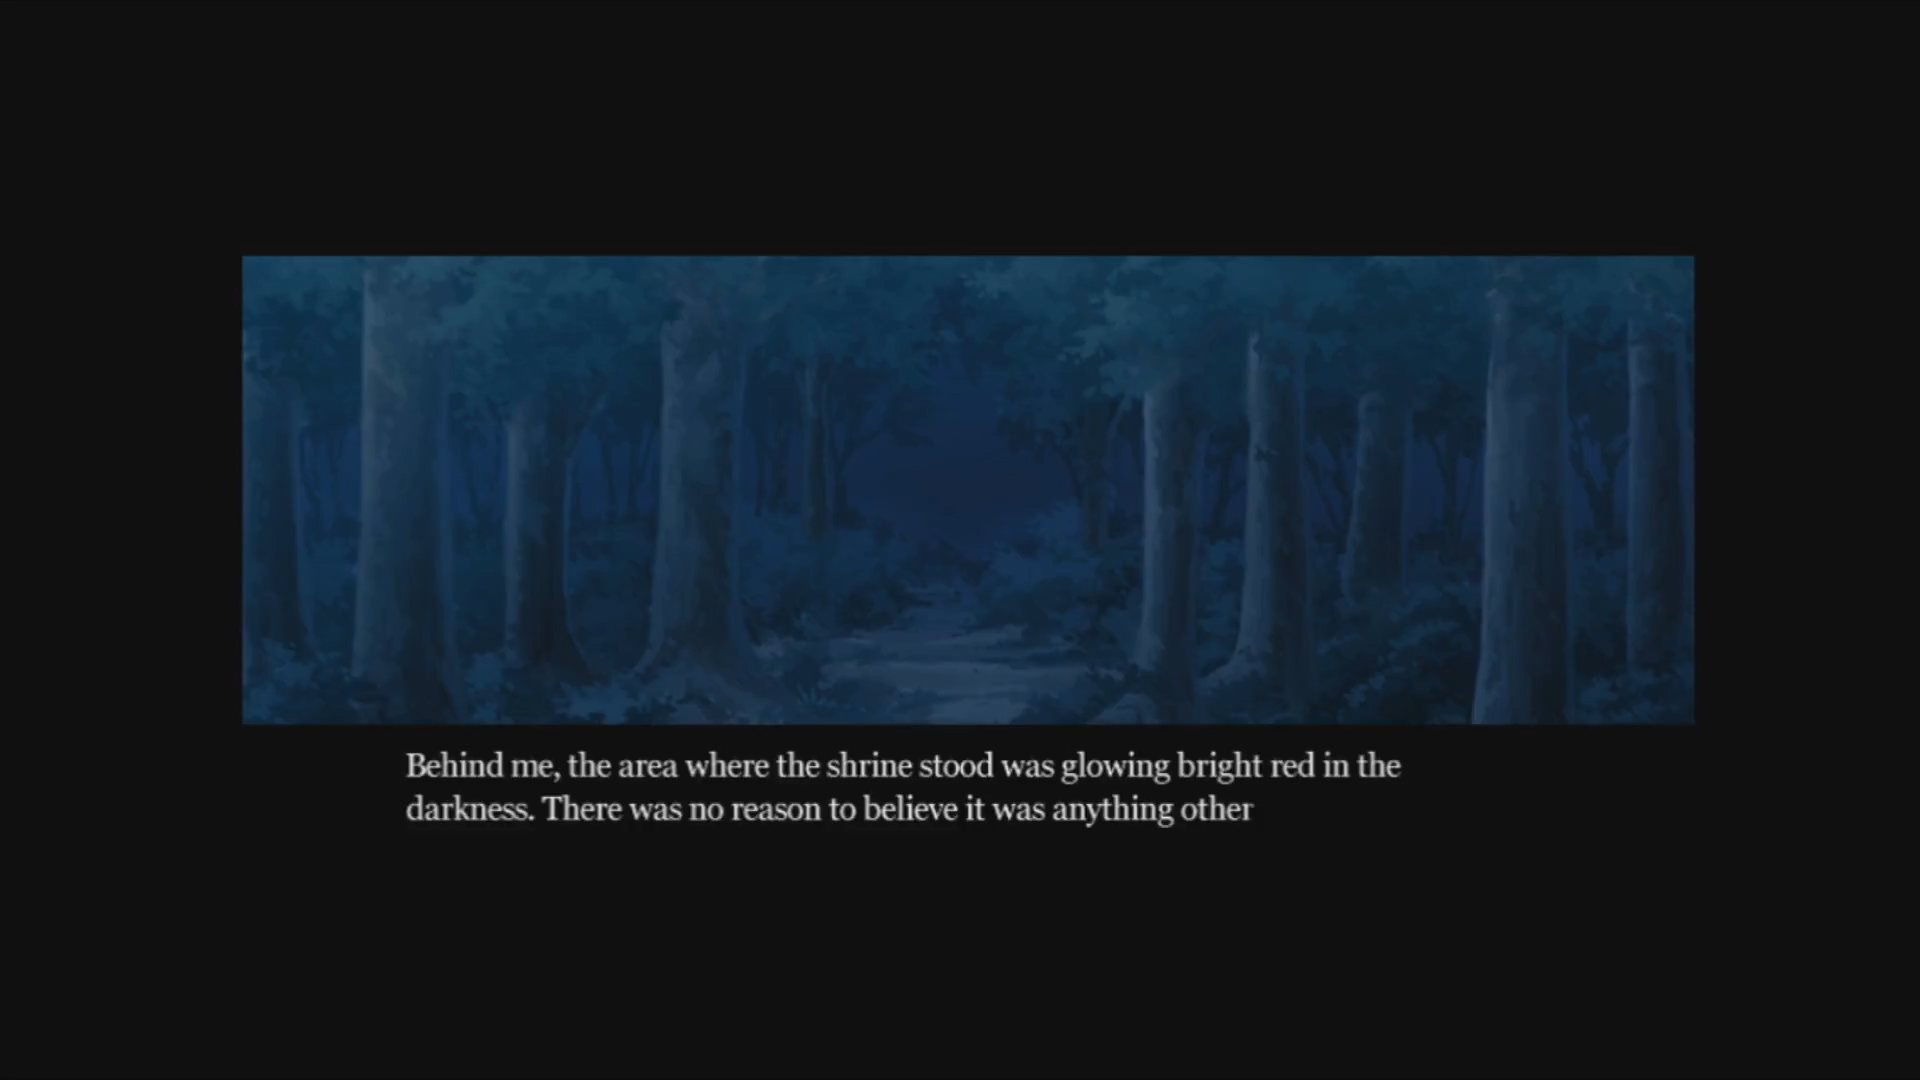 Behind me, the area where the shrine stood was glowing bright red in the
darkness. There was no reason to believe it was anything other